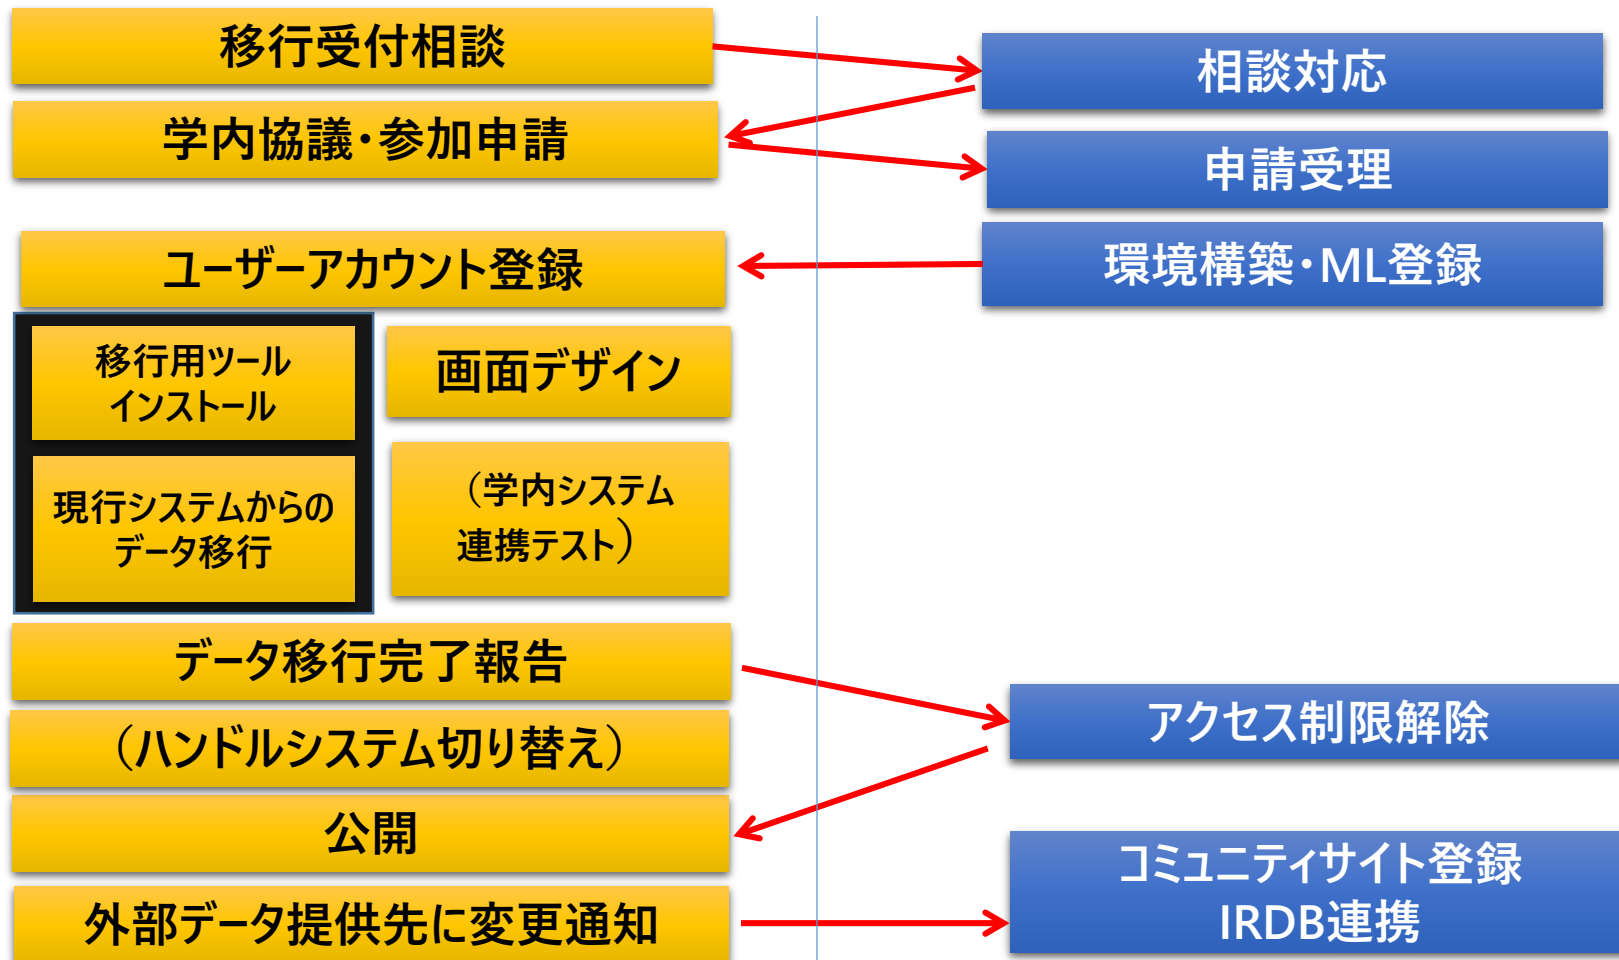 移行受付相談
相談対応
学内協議・参加申請
申請受理
ユーザーアカウント登録
環境構築・ML登録
移行用ツール
インストール
画面デザイン
現行システムからの
データ移行
（学内システム
連携テスト）
データ移行完了報告
アクセス制限解除
（ハンドルシステム切り替え）
公開
コミュニティサイト登録
IRDB連携
外部データ提供先に変更通知